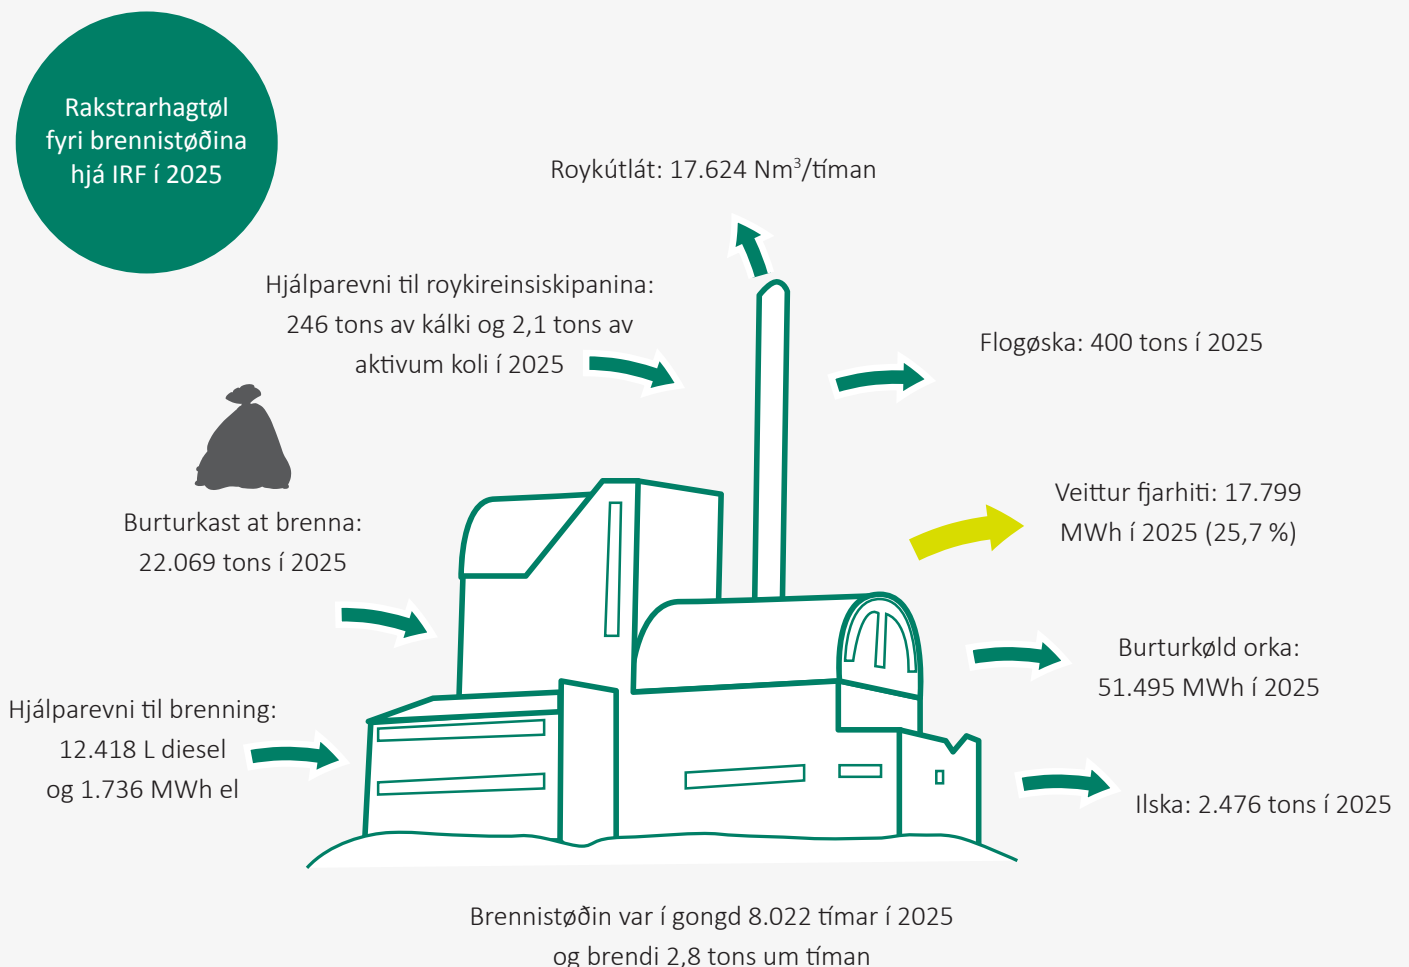 Rakstrarhagtøl
fyri brennistøðina
hjá IRF í 2025
Roykútlát: 17.624 Nm³/tíman
Hjálparevni til roykireinsiskipanina:
246 tons av kálki og 2,1 tons av
aktivum koli í 2025
Flogøska: 400 tons í 2025
Burturkast at brenna:
22.069 tons í 2025
Veittur fjarhiti: 17.799
MWh í 2025 (25,7 %)
Burturkøld orka:
51.495 MWh í 2025
Hjálparevni til brenning:
12.418 L diesel
og 1.736 MWh el
Ilska: 2.476 tons í 2025
Brennistøðin var í gongd 8.022 tímar í 2025
og brendi 2,8 tons um tíman